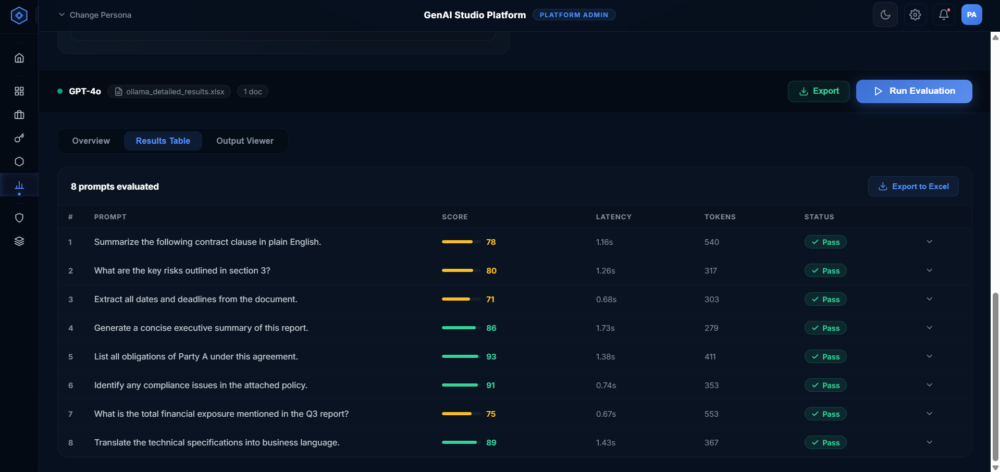 Change Persona
GenAI Studio Platform
PLATFORM ADMIN
PA
GPT-4o
ollama_detailed_results.xlsx
1 doc
Export
Run Evaluation
Overview
Results Table
Output Viewer
8 prompts evaluated
Export to Excel
# PROMPT SCORE LATENCY TOKENS STATUS
1 Summarize the following contract clause in plain English. 78 1.16s 540 Pass
2 What are the key risks outlined in section 3? 80 1.26s 317 Pass
3 Extract all dates and deadlines from the document. 71 0.68s 303 Pass
4 Generate a concise executive summary of this report. 86 1.73s 279 Pass
5 List all obligations of Party A under this agreement. 93 1.38s 411 Pass
6 Identify any compliance issues in the attached policy. 91 0.74s 353 Pass
7 What is the total financial exposure mentioned in the Q3 report? 75 0.67s 553 Pass
8 Translate the technical specifications into business language. 89 1.43s 367 Pass